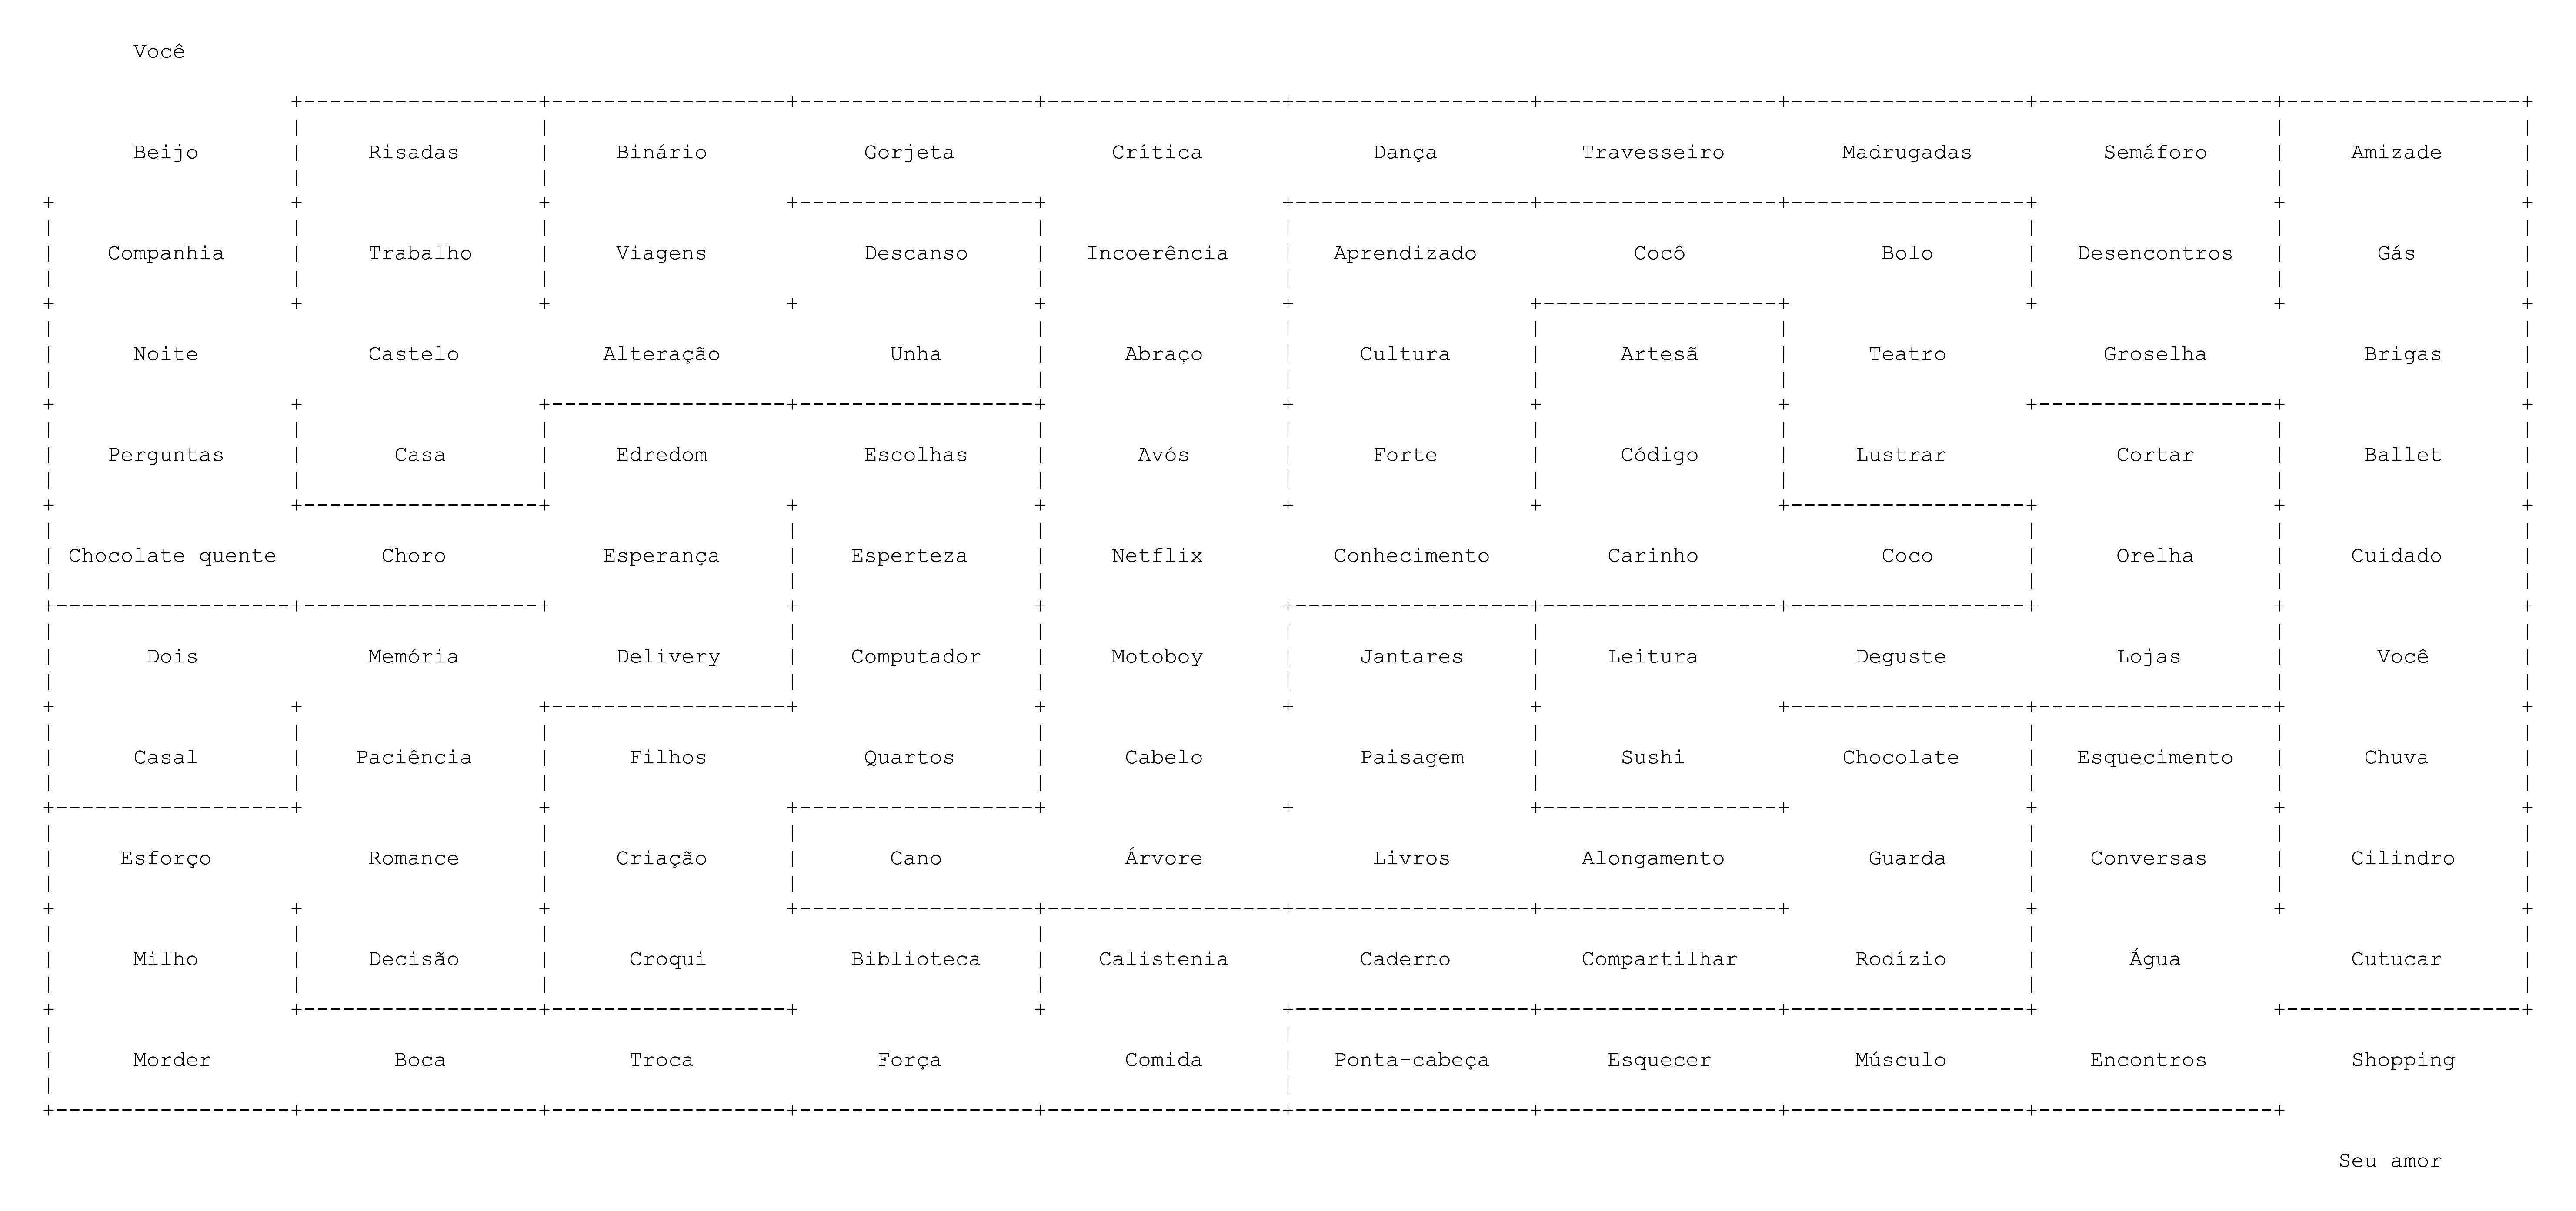 Você
Beijo Risadas Binário Gorjeta Crítica Dança Travesseiro Madrugadas Semáforo Amizade
Companhia Trabalho Viagens Descanso Incoerência Aprendizado Cocô Bolo Desencontros Gás
Noite Castelo Alteração Unha Abraço Cultura Artesã Teatro Groselha Brigas
Perguntas Casa Edredom Escolhas Avós Forte Código Lustrar Cortar Ballet
Chocolate quente Choro Esperança Esperteza Netflix Conhecimento Carinho Coco Orelha Cuidado
Dois Memória Delivery Computador Motoboy Jantares Leitura Deguste Lojas Você
Casal Paciência Filhos Quartos Cabelo Paisagem Sushi Chocolate Esquecimento Chuva
Esforço Romance Criação Cano Árvore Livros Alongamento Guarda Conversas Cilindro
Milho Decisão Croqui Biblioteca Calistenia Caderno Compartilhar Rodízio Água Cutucar
Morder Boca Troca Força Comida Ponta-cabeça Esquecer Músculo Encontros Shopping
Seu amor